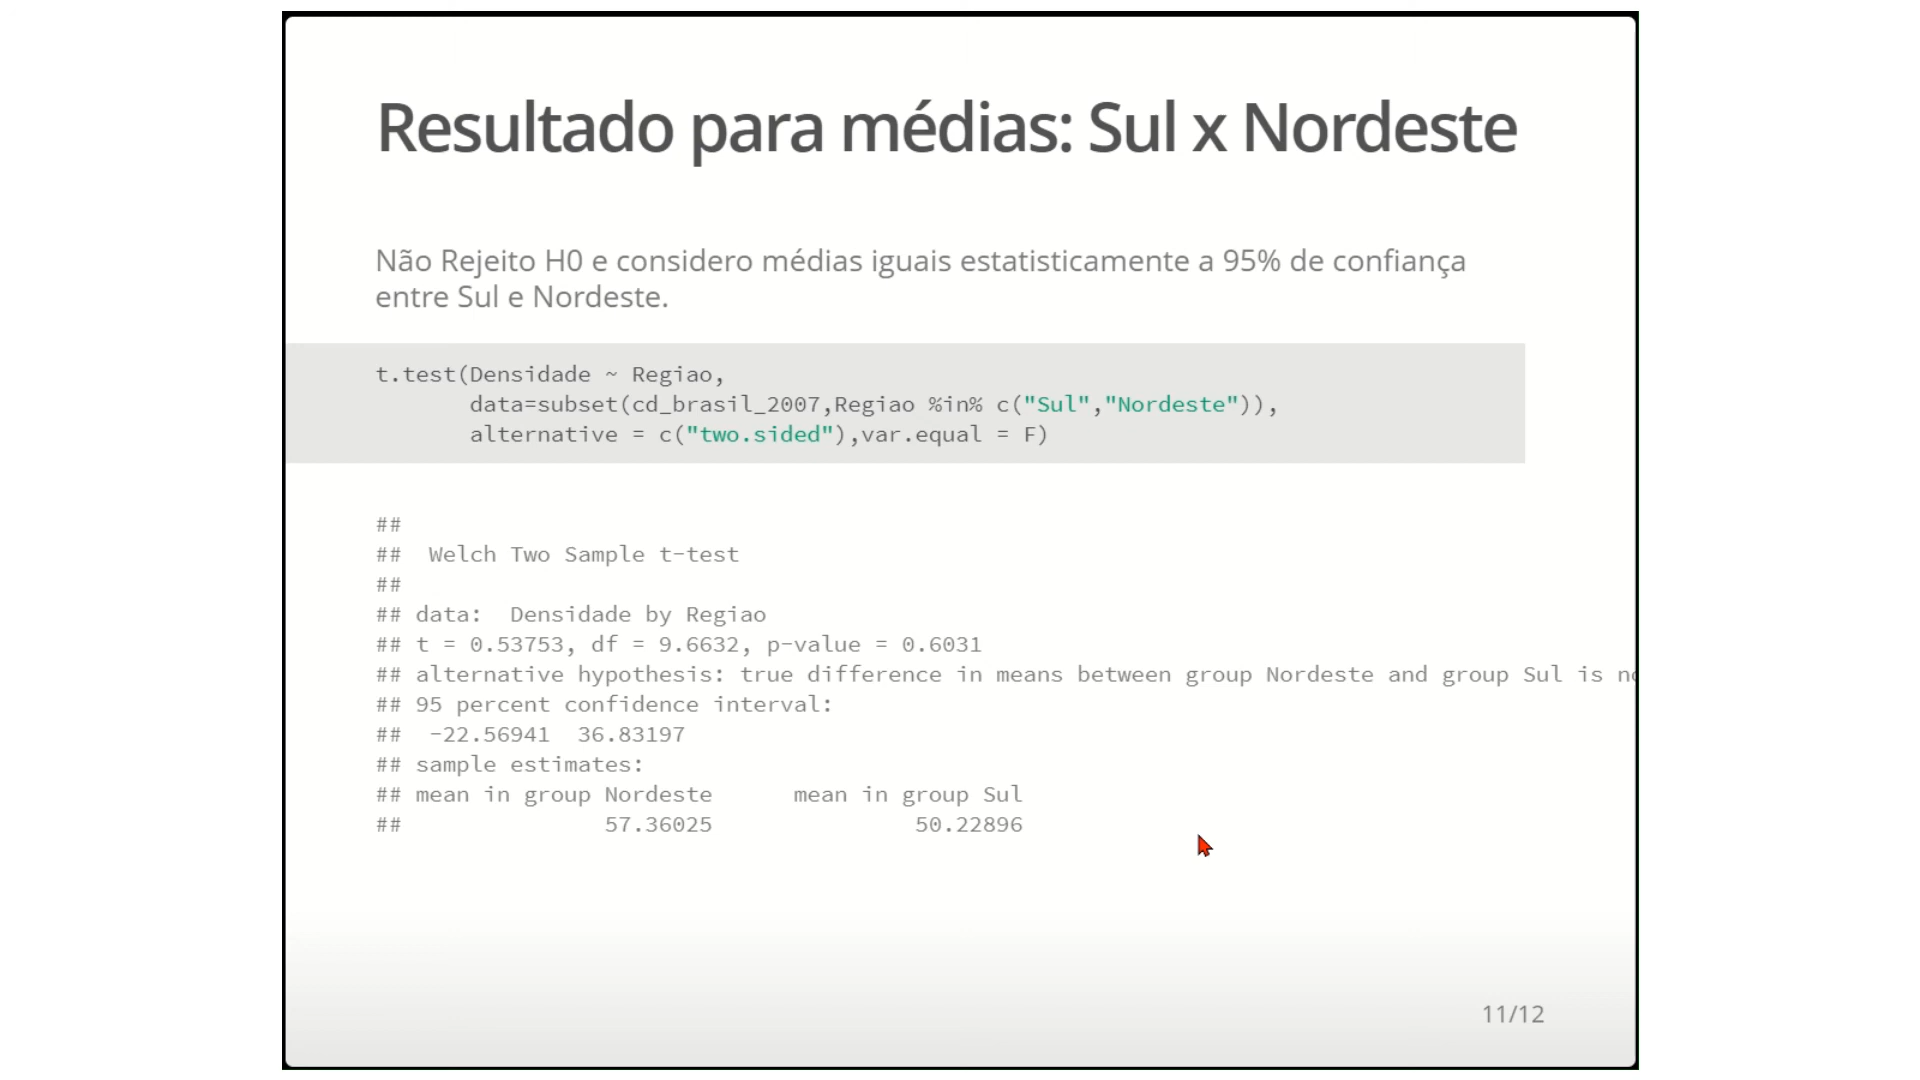 Resultado para médias: Sul x Nordeste
Não Rejeito H0 e considero médias iguais estatisticamente a 95% de confiança
entre Sul e Nordeste.
t.test(Densidade ~ Regiao,
       data=subset(cd_brasil_2007,Regiao %in% c("Sul","Nordeste")),
       alternative = c("two.sided"),var.equal = F)
##
##  Welch Two Sample t-test
##
## data:  Densidade by Regiao
## t = 0.53753, df = 9.6632, p-value = 0.6031
## alternative hypothesis: true difference in means between group Nordeste and group Sul is
## 95 percent confidence interval:
##  -22.56941  36.83197
## sample estimates:
## mean in group Nordeste      mean in group Sul
##               57.36025               50.22896
11/12